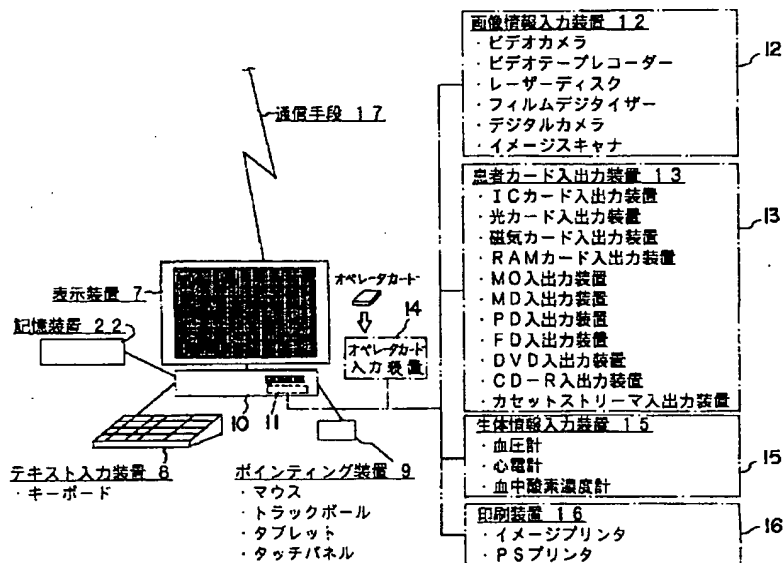 画像情報入力装置 12
・ビデオカメラ
・ビデオテープレコーダー
・レーザーディスク
・フィルムデジタイザー
・デジタルカメラ
・イメージスキャナ
12
通信手段 17
患者カード入出力装置 13
・ICカード入出力装置
・光カード入出力装置
・磁気カード入出力装置
・RAMカード入出力装置
・MO入出力装置
・MD入出力装置
・PD入出力装置
・FD入出力装置
・DVD入出力装置
・CD-R入出力装置
・カセットストリーマ入出力装置
13
表示装置 7
オペレータカード
14
オペレータカード
入力装置
記憶装置 22
10
11
テキスト入力装置 8
・キーボード
ポインティング装置 9
・マウス
・トラックボール
・タブレット
・タッチパネル
生体情報入力装置 15
・血圧計
・心電計
・血中酸素濃度計
15
印刷装置 16
・イメージプリンタ
・PSプリンタ
16